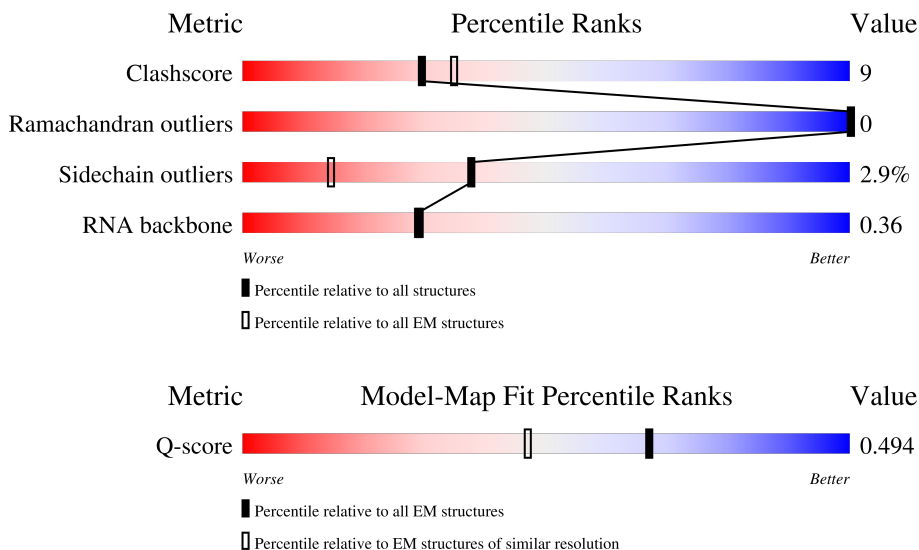 Metric Percentile Ranks Value
Clashscore 9
Ramachandran outliers 0
Sidechain outliers 2.9%
RNA backbone 0.36
Worse Better
Percentile relative to all structures
Percentile relative to all EM structures
Metric Model-Map Fit Percentile Ranks Value
Q-score 0.494
Worse Better
Percentile relative to all EM structures
Percentile relative to EM structures of similar resolution